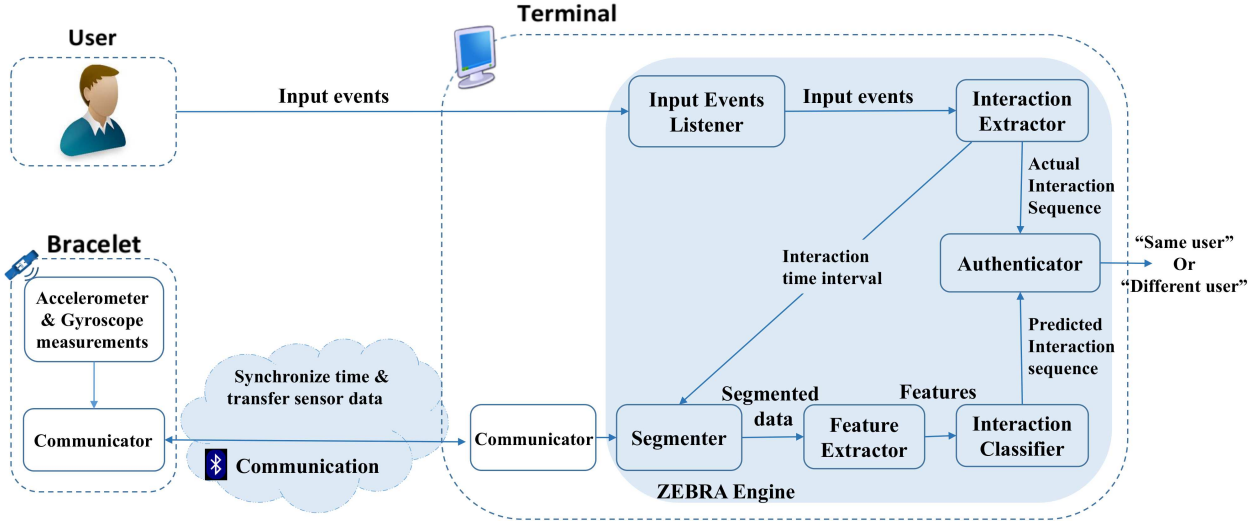 Terminal
User
Input events
Input Events
Listener
Input events
Interaction
Extractor
Actual
Interaction
Sequence
Bracelet
Accelerometer
& Gyroscope
measurements
Interaction
time interval
Authenticator
“Same user”
Or
“Different user”
Predicted
Interaction
sequence
Synchronize time &
transfer sensor data
Communicator
Communication
Communicator
Segmenter
Segmented
data
Feature
Extractor
Features
Interaction
Classifier
ZEBRA Engine